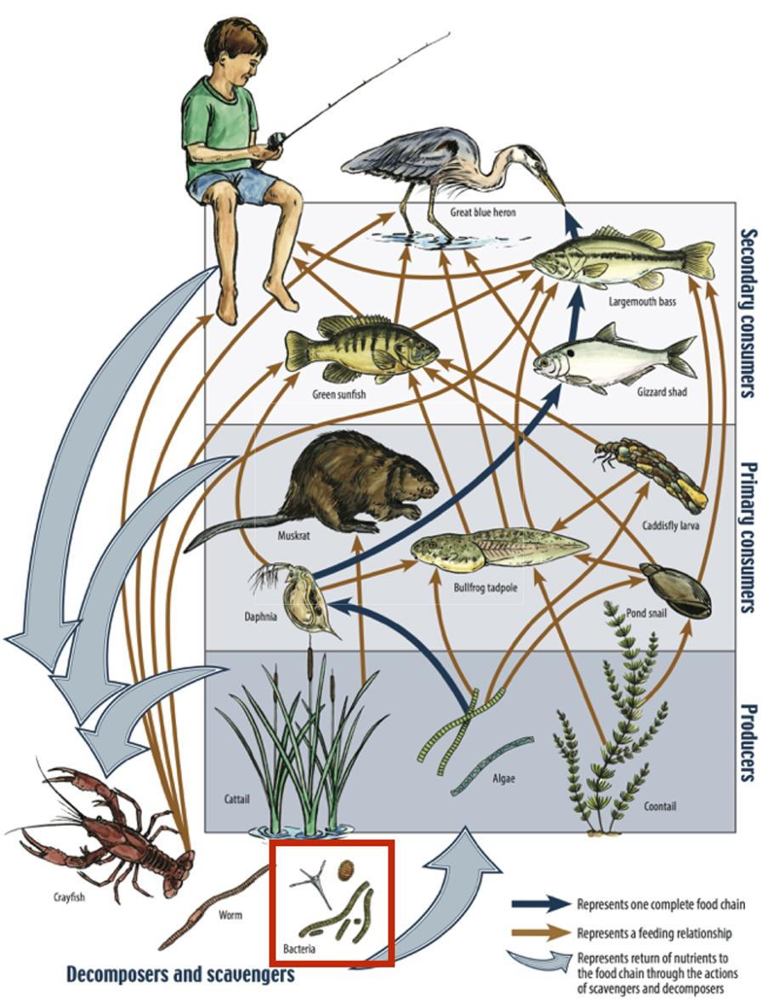 Great blue heron
Largemouth bass
Secondary consumers
Green sunfish
Gizzard shad
Caddisfly larva
Muskrat
Primary consumers
Bullfrog tadpole
Daphnia
Pond snail
Producers
Algae
Cattail
Coontail
Crayfish
Worm
Bacteria
Decomposers and scavengers
Represents one complete food chain
Represents a feeding relationship
Represents return of nutrients to
the food chain through the actions
of scavengers and decomposers